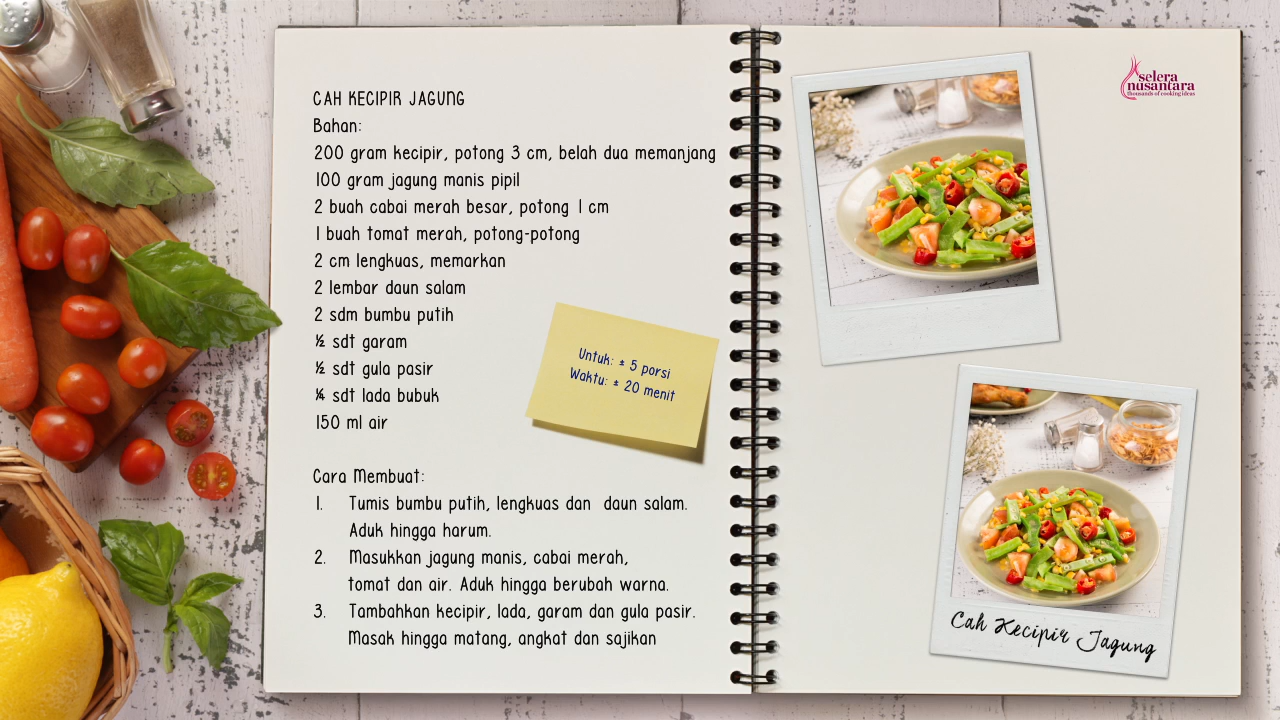 CAH KECIPIR JAGUNG
Bahan:
200 gram kecipir, potong 3 cm, belah dua memanjang
100 gram jagung manis pipil
2 buah cabai merah besar, potong 1 cm
1 buah tomat merah, potong-potong
2 cm lengkuas, memarkan
2 lembar daun salam
2 sdm bumbu putih
½ sdt garam
½ sdt gula pasir
¼ sdt lada bubuk
150 ml air
Untuk: ± 5 porsi
Waktu: ± 20 menit
Cara Membuat:
1. Tumis bumbu putih, lengkuas dan daun salam.
Aduk hingga harum.
2. Masukkan jagung manis, cabai merah,
tomat dan air. Aduk hingga berubah warna.
3. Tambahkan kecipir, lada, garam dan gula pasir.
Masak hingga matang, angkat dan sajikan
selera
nusantara
thousands of cooking ideas
Cah Kecipir Jagung